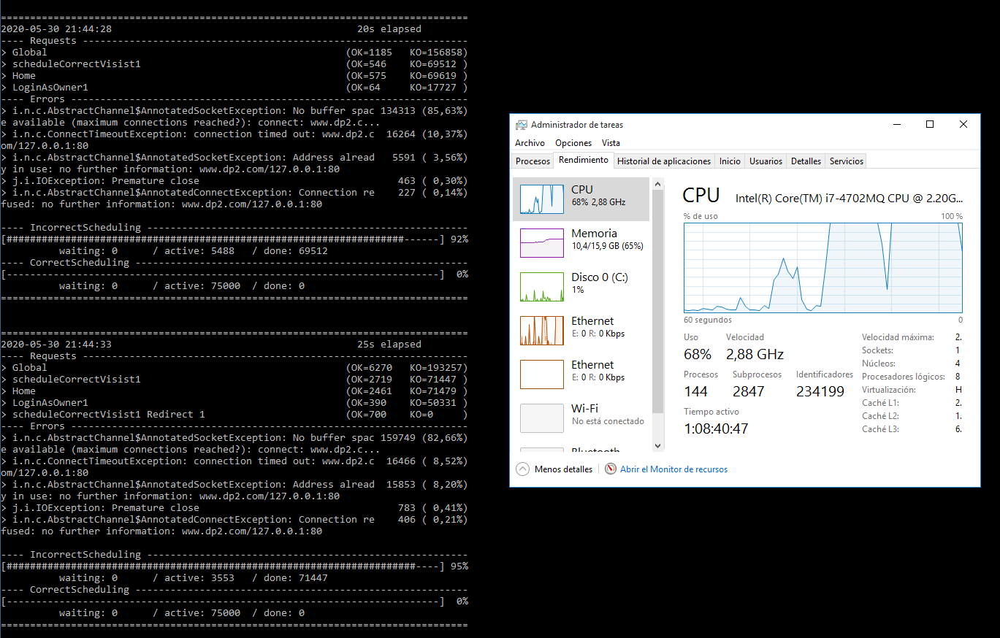 ================================================================================
2020-05-30 21:44:28                                          20s elapsed
---- Requests ------------------------------------------------------------------
> Global                                                   (OK=1185   KO=156858)
> scheduleCorrectVisist1                                   (OK=546    KO=69512 )
> Home                                                     (OK=575    KO=69619 )
> LoginAsOwner1                                            (OK=64     KO=17727 )
---- Errors --------------------------------------------------------------------
> i.n.c.AbstractChannel$AnnotatedSocketException: No buffer spac 134313 (85,63%)
e available (maximum connections reached?): connect: www.dp2.c...
> i.n.c.ConnectTimeoutException: connection timed out: www.dp2.c  16264 (10,37%)
om/127.0.0.1:80
> i.n.c.AbstractChannel$AnnotatedSocketException: Address alread   5591 ( 3,56%)
y in use: no further information: www.dp2.com/127.0.0.1:80
> j.i.IOException: Premature close                                  463 ( 0,30%)
> i.n.c.AbstractChannel$AnnotatedConnectException: Connection re    227 ( 0,14%)
fused: no further information: www.dp2.com/127.0.0.1:80
---- IncorrectScheduling -------------------------------------------------------
[####################################################################------] 92%
waiting: 0      / active: 5488   / done: 69512
---- CorrectScheduling ---------------------------------------------------------
[--------------------------------------------------------------------------]  0%
waiting: 0      / active: 75000  / done: 0
================================================================================
================================================================================
2020-05-30 21:44:33                                          25s elapsed
---- Requests ------------------------------------------------------------------
> Global                                                   (OK=6270   KO=193257)
> scheduleCorrectVisist1                                   (OK=2719   KO=71447 )
> Home                                                     (OK=2461   KO=71479 )
> LoginAsOwner1                                            (OK=390    KO=50331 )
> scheduleCorrectVisist1 Redirect 1                        (OK=700    KO=0     )
---- Errors --------------------------------------------------------------------
> i.n.c.AbstractChannel$AnnotatedSocketException: No buffer spac 159749 (82,66%)
e available (maximum connections reached?): connect: www.dp2.c...
> i.n.c.ConnectTimeoutException: connection timed out: www.dp2.c  16466 ( 8,52%)
om/127.0.0.1:80
> i.n.c.AbstractChannel$AnnotatedSocketException: Address alread  15853 ( 8,20%)
y in use: no further information: www.dp2.com/127.0.0.1:80
> j.i.IOException: Premature close                                  783 ( 0,41%)
> i.n.c.AbstractChannel$AnnotatedConnectException: Connection re    406 ( 0,21%)
fused: no further information: www.dp2.com/127.0.0.1:80
---- IncorrectScheduling -------------------------------------------------------
[######################################################################----] 95%
waiting: 0      / active: 3553   / done: 71447
---- CorrectScheduling ---------------------------------------------------------
[--------------------------------------------------------------------------]  0%
waiting: 0      / active: 75000  / done: 0
================================================================================
Administrador de tareas
Archivo Opciones Vista
Procesos Rendimiento Historial de aplicaciones Inicio Usuarios Detalles Servicios
CPU
68% 2,88 GHz
Memoria
10,4/15,9 GB (65%)
Disco 0 (C:)
1%
Ethernet
E: 0 R: 0 Kbps
Ethernet
E: 0 R: 0 Kbps
Wi-Fi
No está conectado
CPU Intel(R) Core(TM) i7-4702MQ CPU @ 2.20G...
% de uso 100 %
60 segundos 0
Uso Velocidad
68% 2,88 GHz
Procesos Subprocesos Identificadores
144 2847 234199
Tiempo activo
1:08:40:47
Velocidad máxima: 2.
Sockets: 1
Núcleos: 4
Procesadores lógicos: 8
Virtualización: H
Caché L1: 2.
Caché L2: 1.
Caché L3: 6.
Menos detalles Abrir el Monitor de recursos